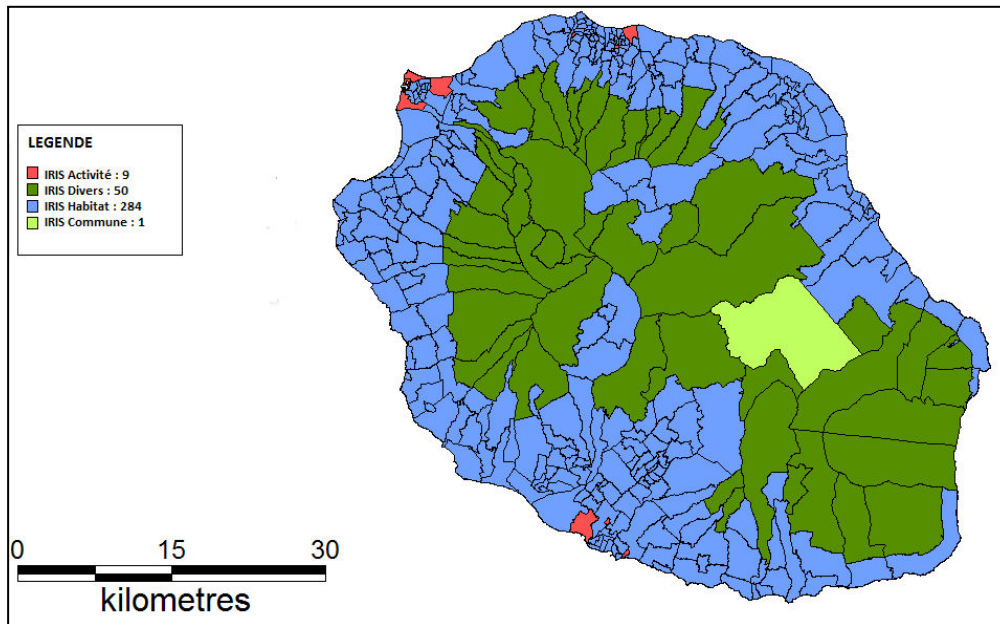 LEGENDE
IRIS Activité : 9
IRIS Divers : 50
IRIS Habitat : 284
IRIS Commune : 1
0 15 30
kilometres